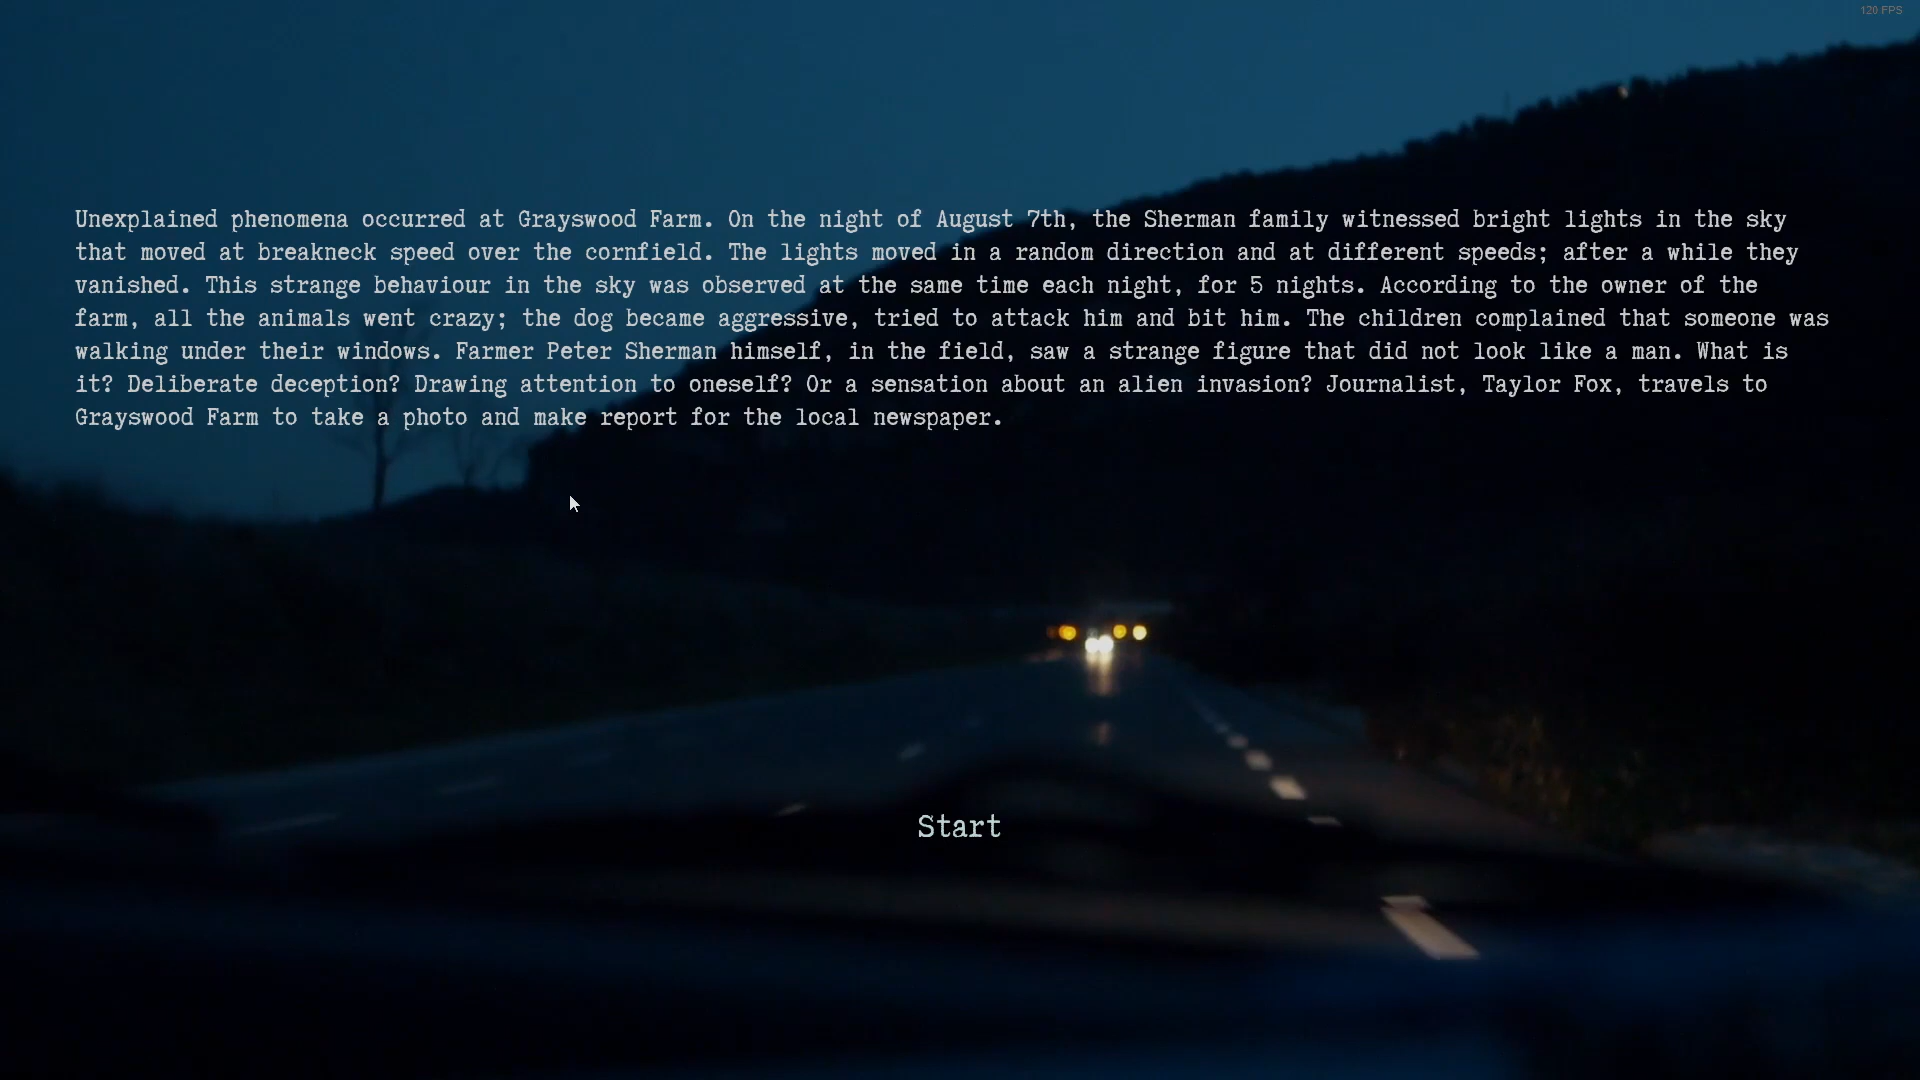 120 FPS
Unexplained phenomena occurred at Grayswood Farm. On the night of August 7th, the Sherman family witnessed bright lights in the sky
that moved at breakneck speed over the cornfield. The lights moved in a random direction and at different speeds; after a while they
vanished. This strange behaviour in the sky was observed at the same time each night, for 5 nights. According to the owner of the
farm, all the animals went crazy; the dog became aggressive, tried to attack him and bit him. The children complained that someone was
walking under their windows. Farmer Peter Sherman himself, in the field, saw a strange figure that did not look like a man. What is
it? Deliberate deception? Drawing attention to oneself? Or a sensation about an alien invasion? Journalist, Taylor Fox, travels to
Grayswood Farm to take a photo and make report for the local newspaper.
Start